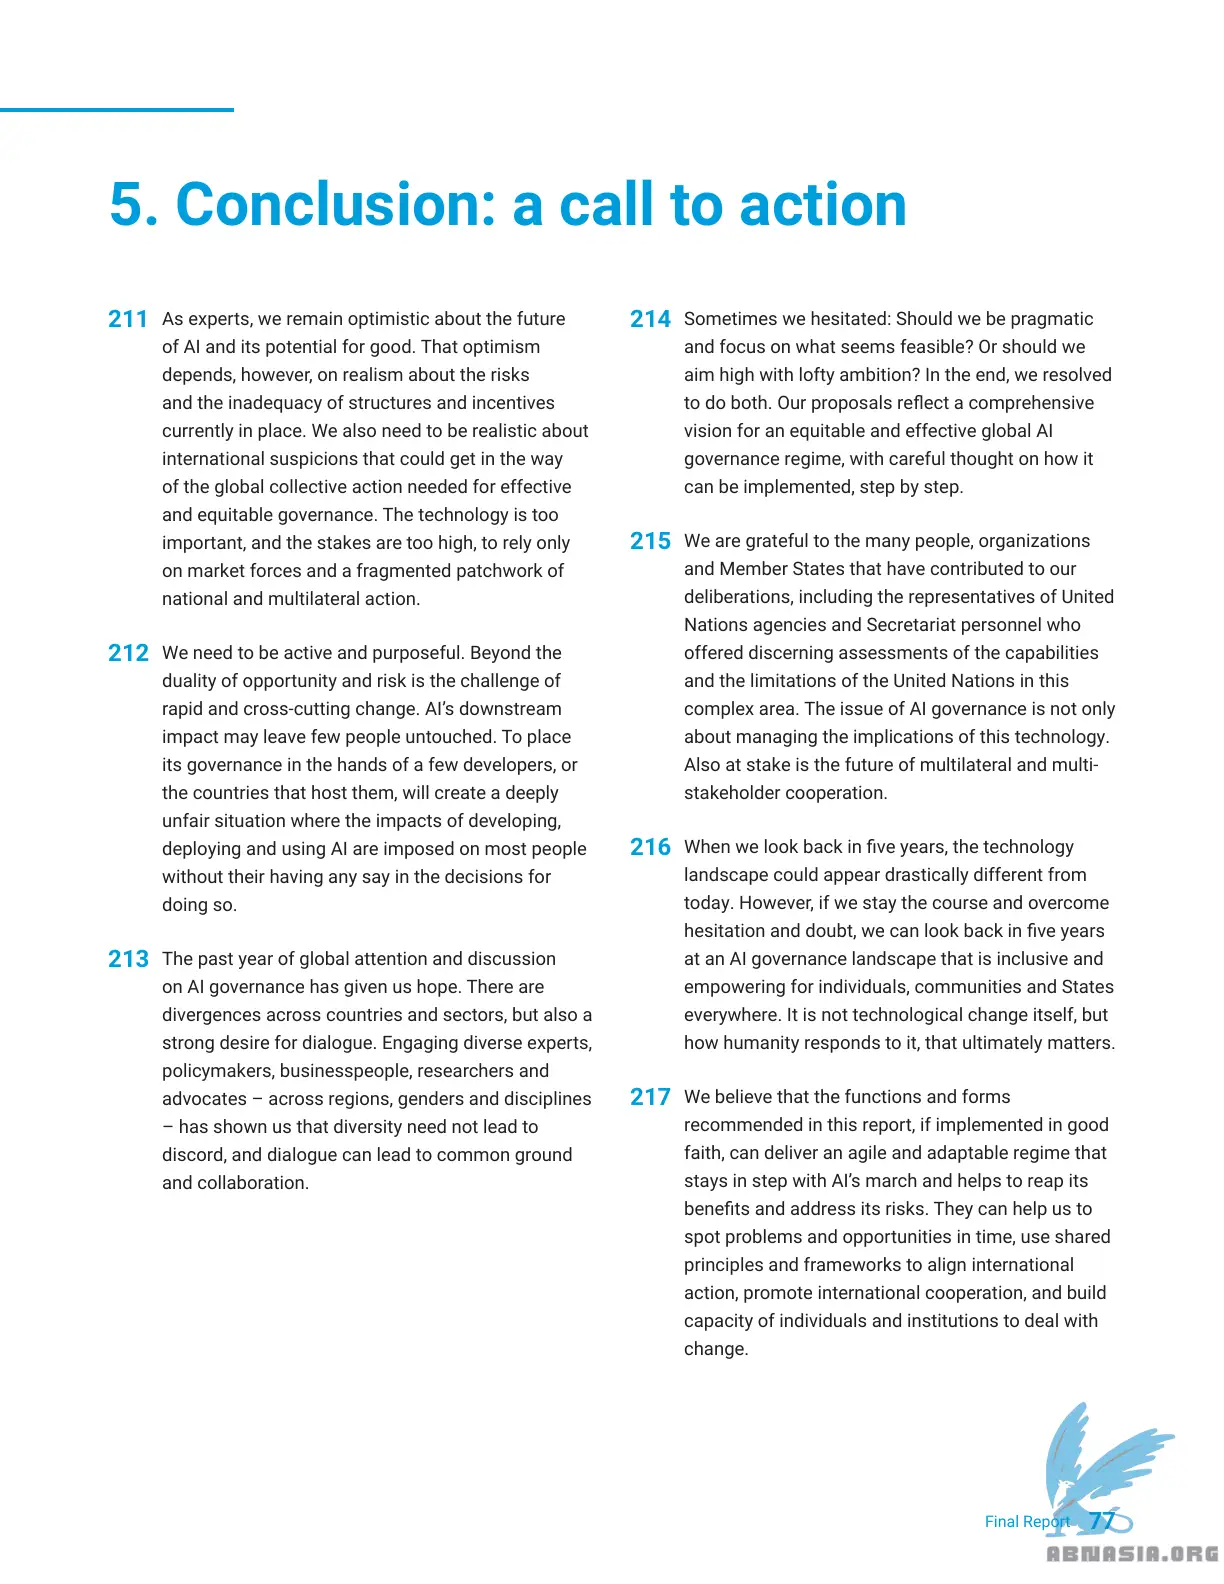 5. Conclusion: a call to action
211 As experts, we remain optimistic about the future
of AI and its potential for good. That optimism
depends, however, on realism about the risks
and the inadequacy of structures and incentives
currently in place. We also need to be realistic about
international suspicions that could get in the way
of the global collective action needed for effective
and equitable governance. The technology is too
important, and the stakes are too high, to rely only
on market forces and a fragmented patchwork of
national and multilateral action.
212 We need to be active and purposeful. Beyond the
duality of opportunity and risk is the challenge of
rapid and cross-cutting change. AI’s downstream
impact may leave few people untouched. To place
its governance in the hands of a few developers, or
the countries that host them, will create a deeply
unfair situation where the impacts of developing,
deploying and using AI are imposed on most people
without their having any say in the decisions for
doing so.
213 The past year of global attention and discussion
on AI governance has given us hope. There are
divergences across countries and sectors, but also a
strong desire for dialogue. Engaging diverse experts,
policymakers, businesspeople, researchers and
advocates – across regions, genders and disciplines
– has shown us that diversity need not lead to
discord, and dialogue can lead to common ground
and collaboration.
214 Sometimes we hesitated: Should we be pragmatic
and focus on what seems feasible? Or should we
aim high with lofty ambition? In the end, we resolved
to do both. Our proposals reflect a comprehensive
vision for an equitable and effective global AI
governance regime, with careful thought on how it
can be implemented, step by step.
215 We are grateful to the many people, organizations
and Member States that have contributed to our
deliberations, including the representatives of United
Nations agencies and Secretariat personnel who
offered discerning assessments of the capabilities
and the limitations of the United Nations in this
complex area. The issue of AI governance is not only
about managing the implications of this technology.
Also at stake is the future of multilateral and multi-
stakeholder cooperation.
216 When we look back in five years, the technology
landscape could appear drastically different from
today. However, if we stay the course and overcome
hesitation and doubt, we can look back in five years
at an AI governance landscape that is inclusive and
empowering for individuals, communities and States
everywhere. It is not technological change itself, but
how humanity responds to it, that ultimately matters.
217 We believe that the functions and forms
recommended in this report, if implemented in good
faith, can deliver an agile and adaptable regime that
stays in step with AI’s march and helps to reap its
benefits and address its risks. They can help us to
spot problems and opportunities in time, use shared
principles and frameworks to align international
action, promote international cooperation, and build
capacity of individuals and institutions to deal with
change.
Final Report 77
ABNASIA.ORG